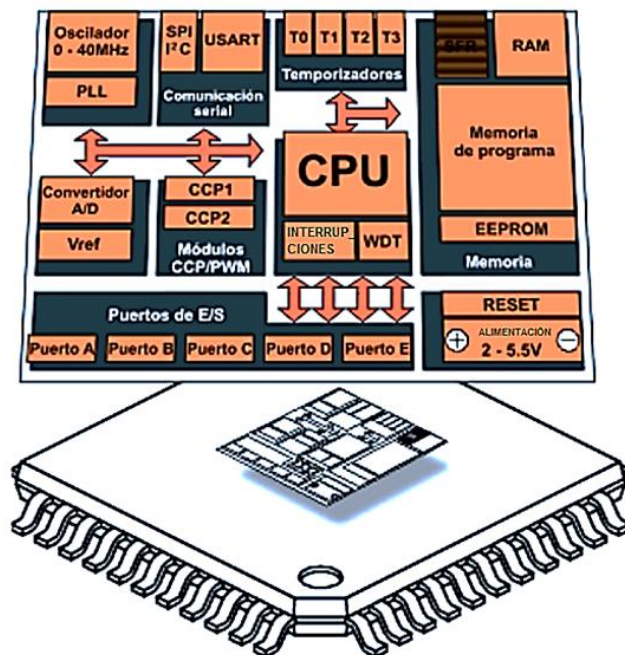 Oscilador
0 - 40MHz
PLL
SPI
I²C
USART
Comunicación
serial
T0 T1 T2 T3
Temporizadores
SFR
RAM
Memoria
de programa
EEPROM
Memoria
Convertidor
A/D
Vref
CCP1
CCP2
Módulos
CCP/PWM
CPU
INTERRUP_
CIONES
WDT
Puertos de E/S
Puerto A Puerto B Puerto C Puerto D Puerto E
RESET
ALIMENTACIÓN
+ −
2 - 5.5V